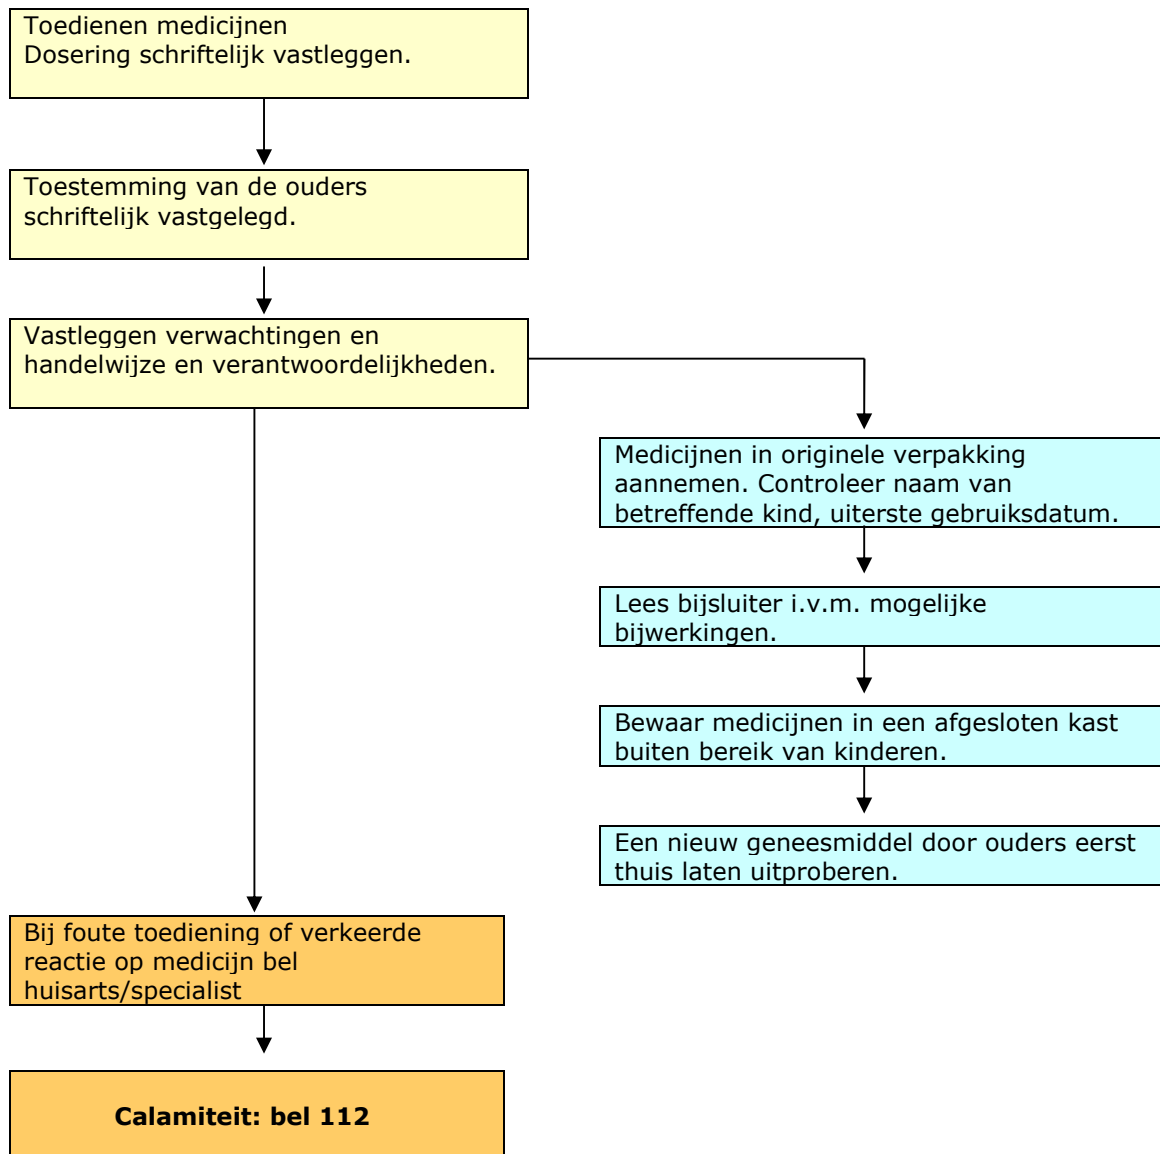 Toedienen medicijnen
Dosering schriftelijk vastleggen.
Toestemming van de ouders
schriftelijk vastgelegd.
Vastleggen verwachtingen en
handelwijze en verantwoordelijkheden.
Medicijnen in originele verpakking
aannemen. Controleer naam van
betreffende kind, uiterste gebruiksdatum.
Lees bijsluiter i.v.m. mogelijke
bijwerkingen.
Bewaar medicijnen in een afgesloten kast
buiten bereik van kinderen.
Een nieuw geneesmiddel door ouders eerst
thuis laten uitproberen.
Bij foute toediening of verkeerde
reactie op medicijn bel
huisarts/specialist
Calamiteit: bel 112